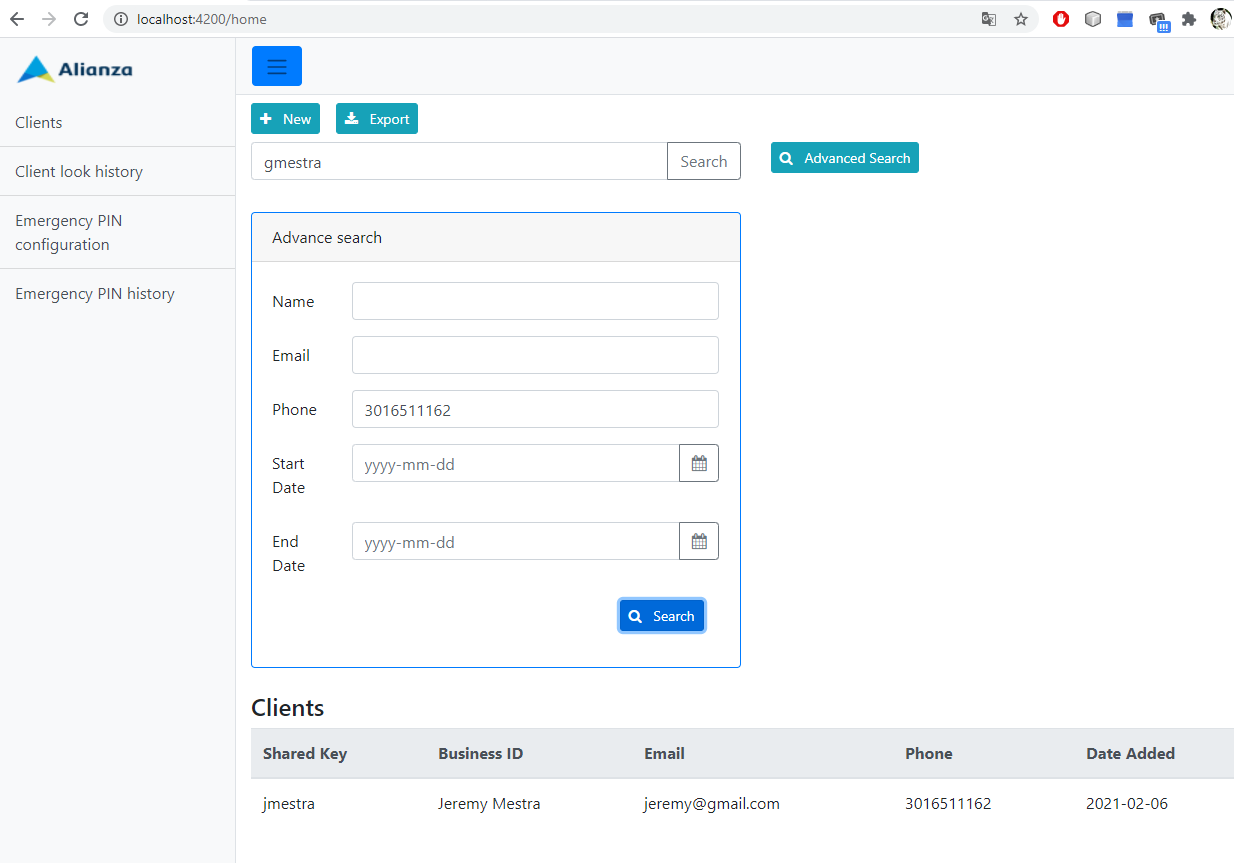 localhost:4200/home
Alianza
Clients
Client look history
Emergency PIN
configuration
Emergency PIN history
New Export
gmestra Search Advanced Search
Advance search
Name
Email
Phone 3016511162
Start
Date
yyyy-mm-dd
End
Date
yyyy-mm-dd
Search
Clients
Shared Key Business ID Email Phone Date Added
jmestra Jeremy Mestra jeremy@gmail.com 3016511162 2021-02-06